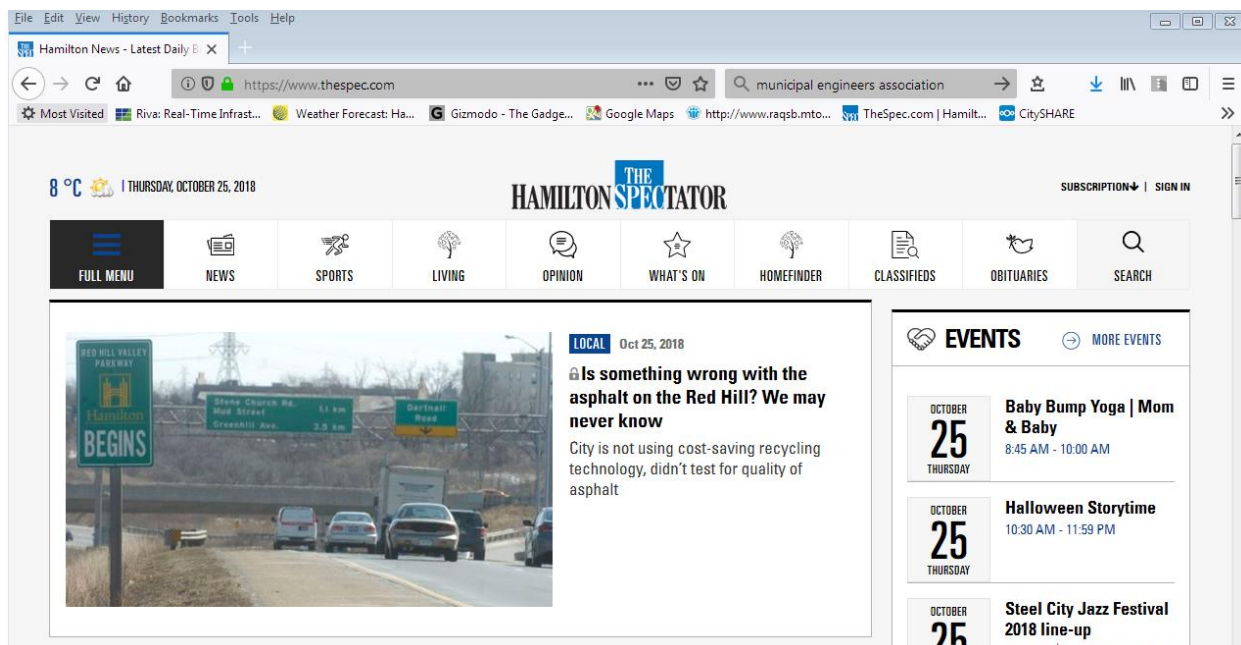 File Edit View History Bookmarks Tools Help
Hamilton News - Latest Daily B
https://www.thespec.com
municipal engineers association
Most Visited Riva: Real-Time Infrast... Weather Forecast: Ha... Gizmodo - The Gadge... Google Maps http://www.raqsb.mto... TheSpec.com | Hamilt... CitySHARE
8 °C | THURSDAY, OCTOBER 25, 2018
THE
HAMILTON SPECTATOR
SUBSCRIPTION | SIGN IN
FULL MENU NEWS SPORTS LIVING OPINION WHAT'S ON HOMEFINDER CLASSIFIEDS OBITUARIES SEARCH
RED HILL VALLEY
PARKWAY
Hamilton
BEGINS
Stone Church Rd.
Mud Street 1.1 km
Greenhill Ave. 3.5 km
Dartnall
Road
LOCAL Oct 25, 2018
Is something wrong with the
asphalt on the Red Hill? We may
never know
City is not using cost-saving recycling
technology, didn't test for quality of
asphalt
EVENTS MORE EVENTS
OCTOBER
25
THURSDAY
Baby Bump Yoga | Mom
& Baby
8:45 AM - 10:00 AM
OCTOBER
25
THURSDAY
Halloween Storytime
10:30 AM - 11:59 PM
OCTOBER
25
Steel City Jazz Festival
2018 line-up